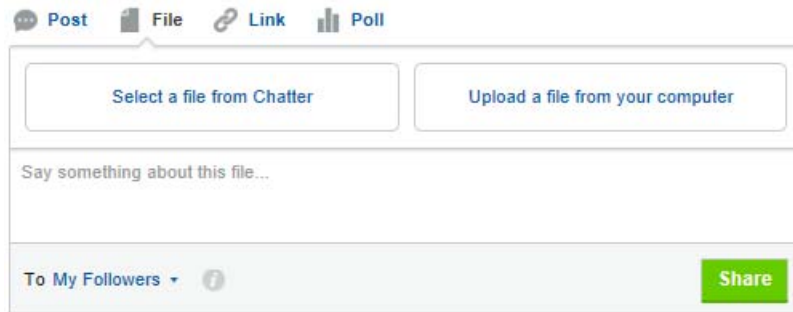 Post File Link Poll
Select a file from Chatter Upload a file from your computer
Say something about this file...
To My Followers
Share